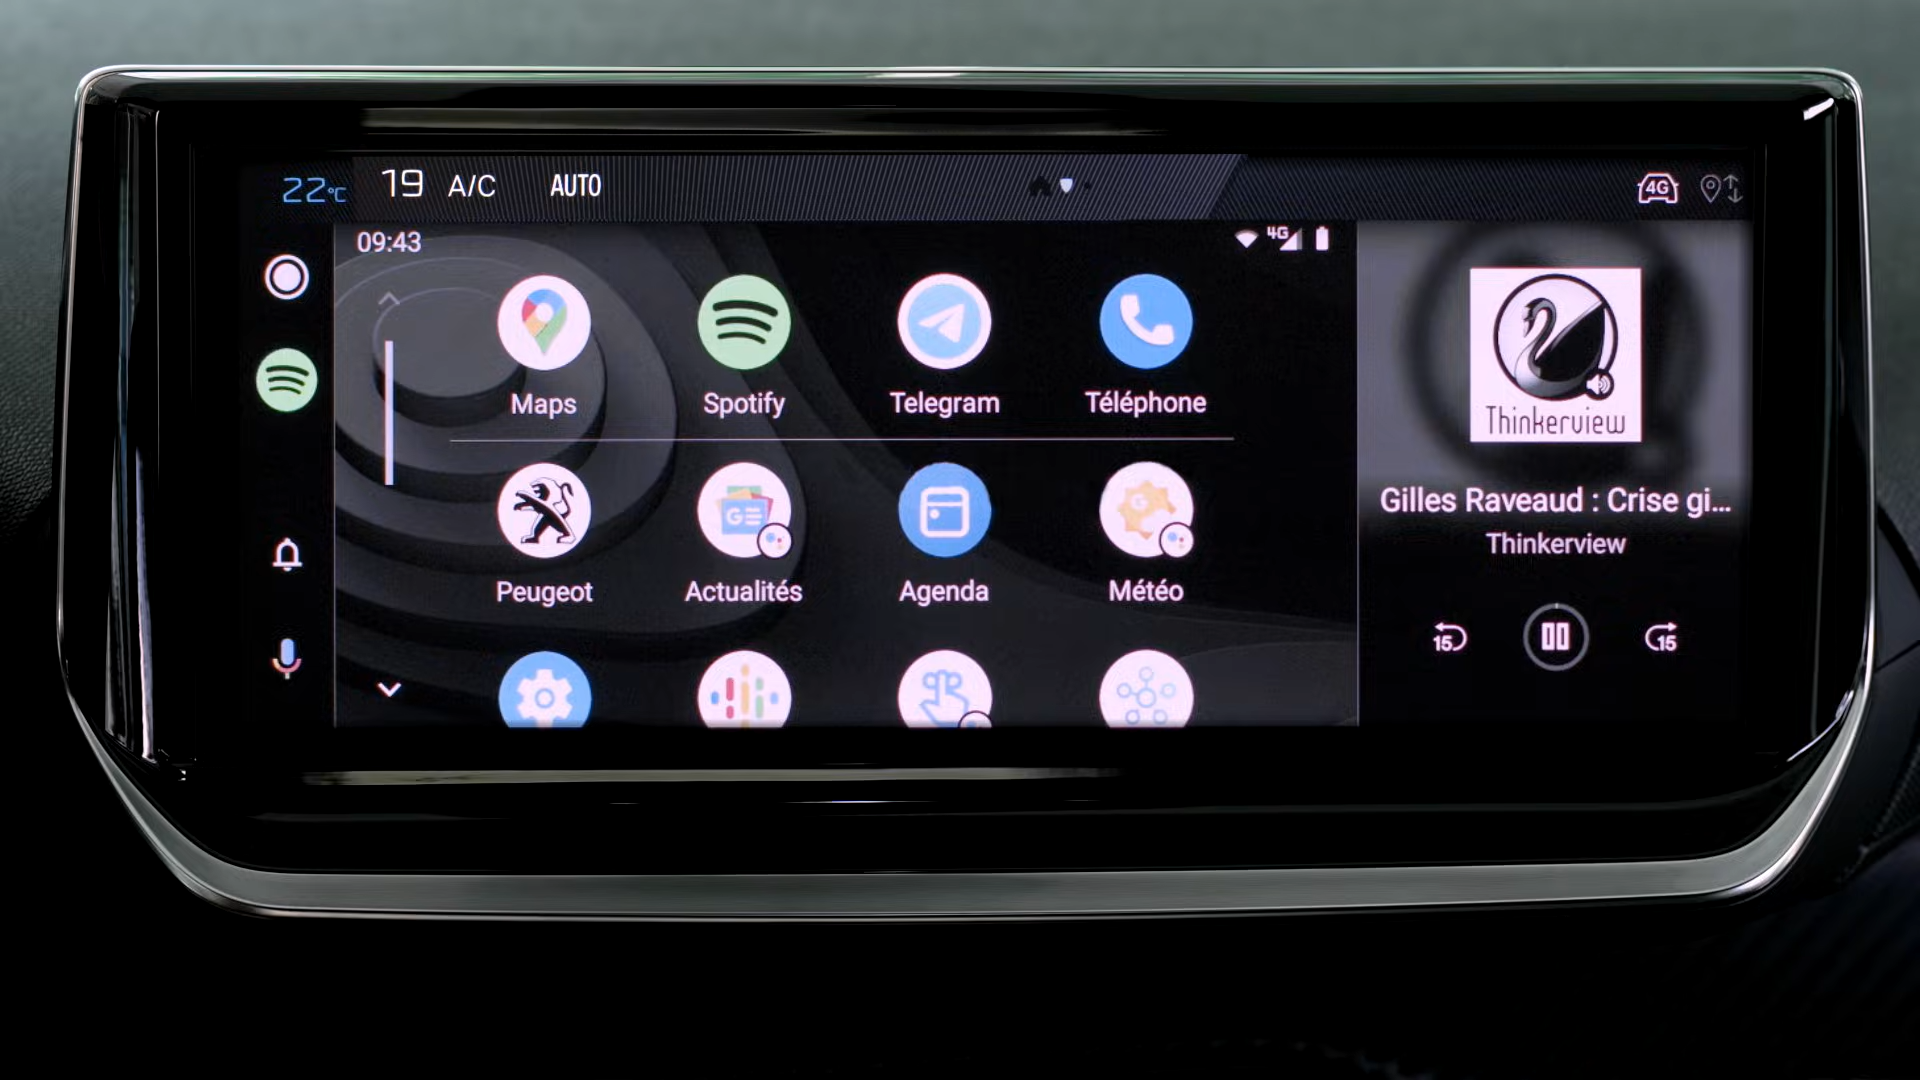 22°C 19 A/C AUTO 4G
09:43 4G
Maps Spotify Telegram Téléphone
Peugeot Actualités Agenda Météo
Thinkerview
Gilles Raveaud : Crise gi...
Thinkerview
15 15